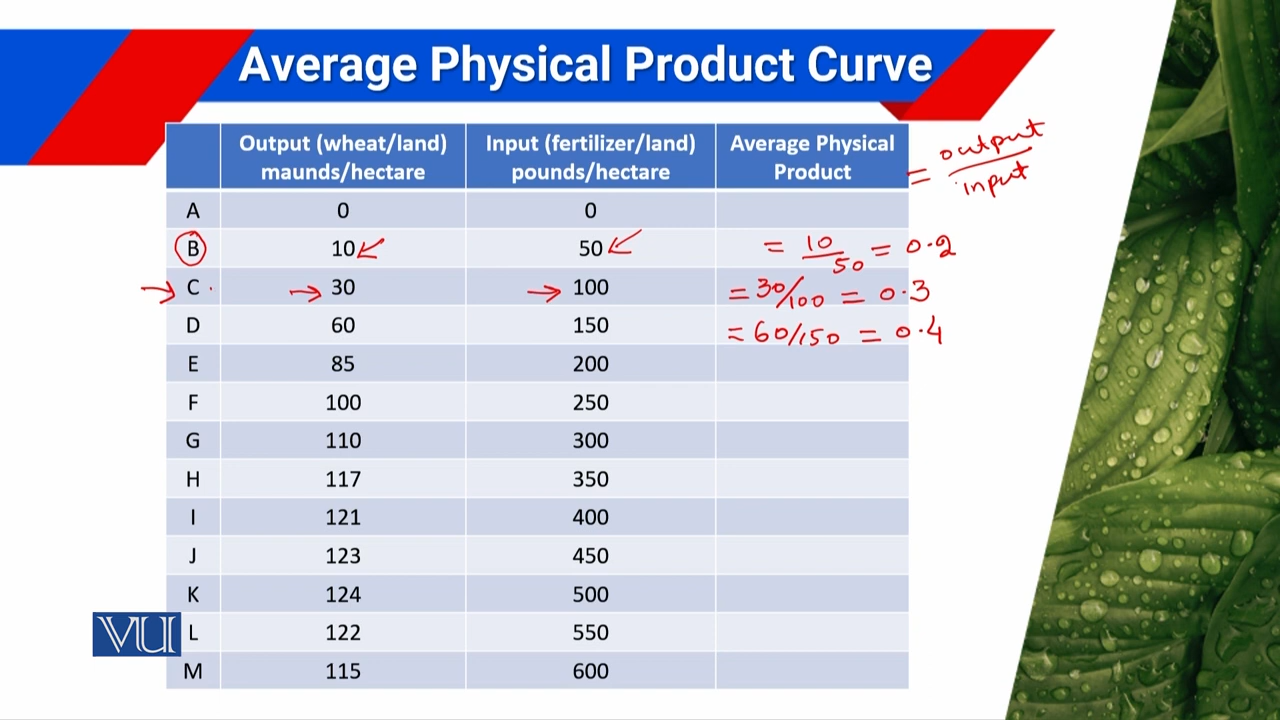 Average Physical Product Curve
Output (wheat/land) maunds/hectare Input (fertilizer/land) pounds/hectare Average Physical Product = output/input
A 0 0
B 10 50 = 10/50 = 0.2
C 30 100 = 30/100 = 0.3
D 60 150 = 60/150 = 0.4
E 85 200
F 100 250
G 110 300
H 117 350
I 121 400
J 123 450
K 124 500
VU L 122 550
M 115 600